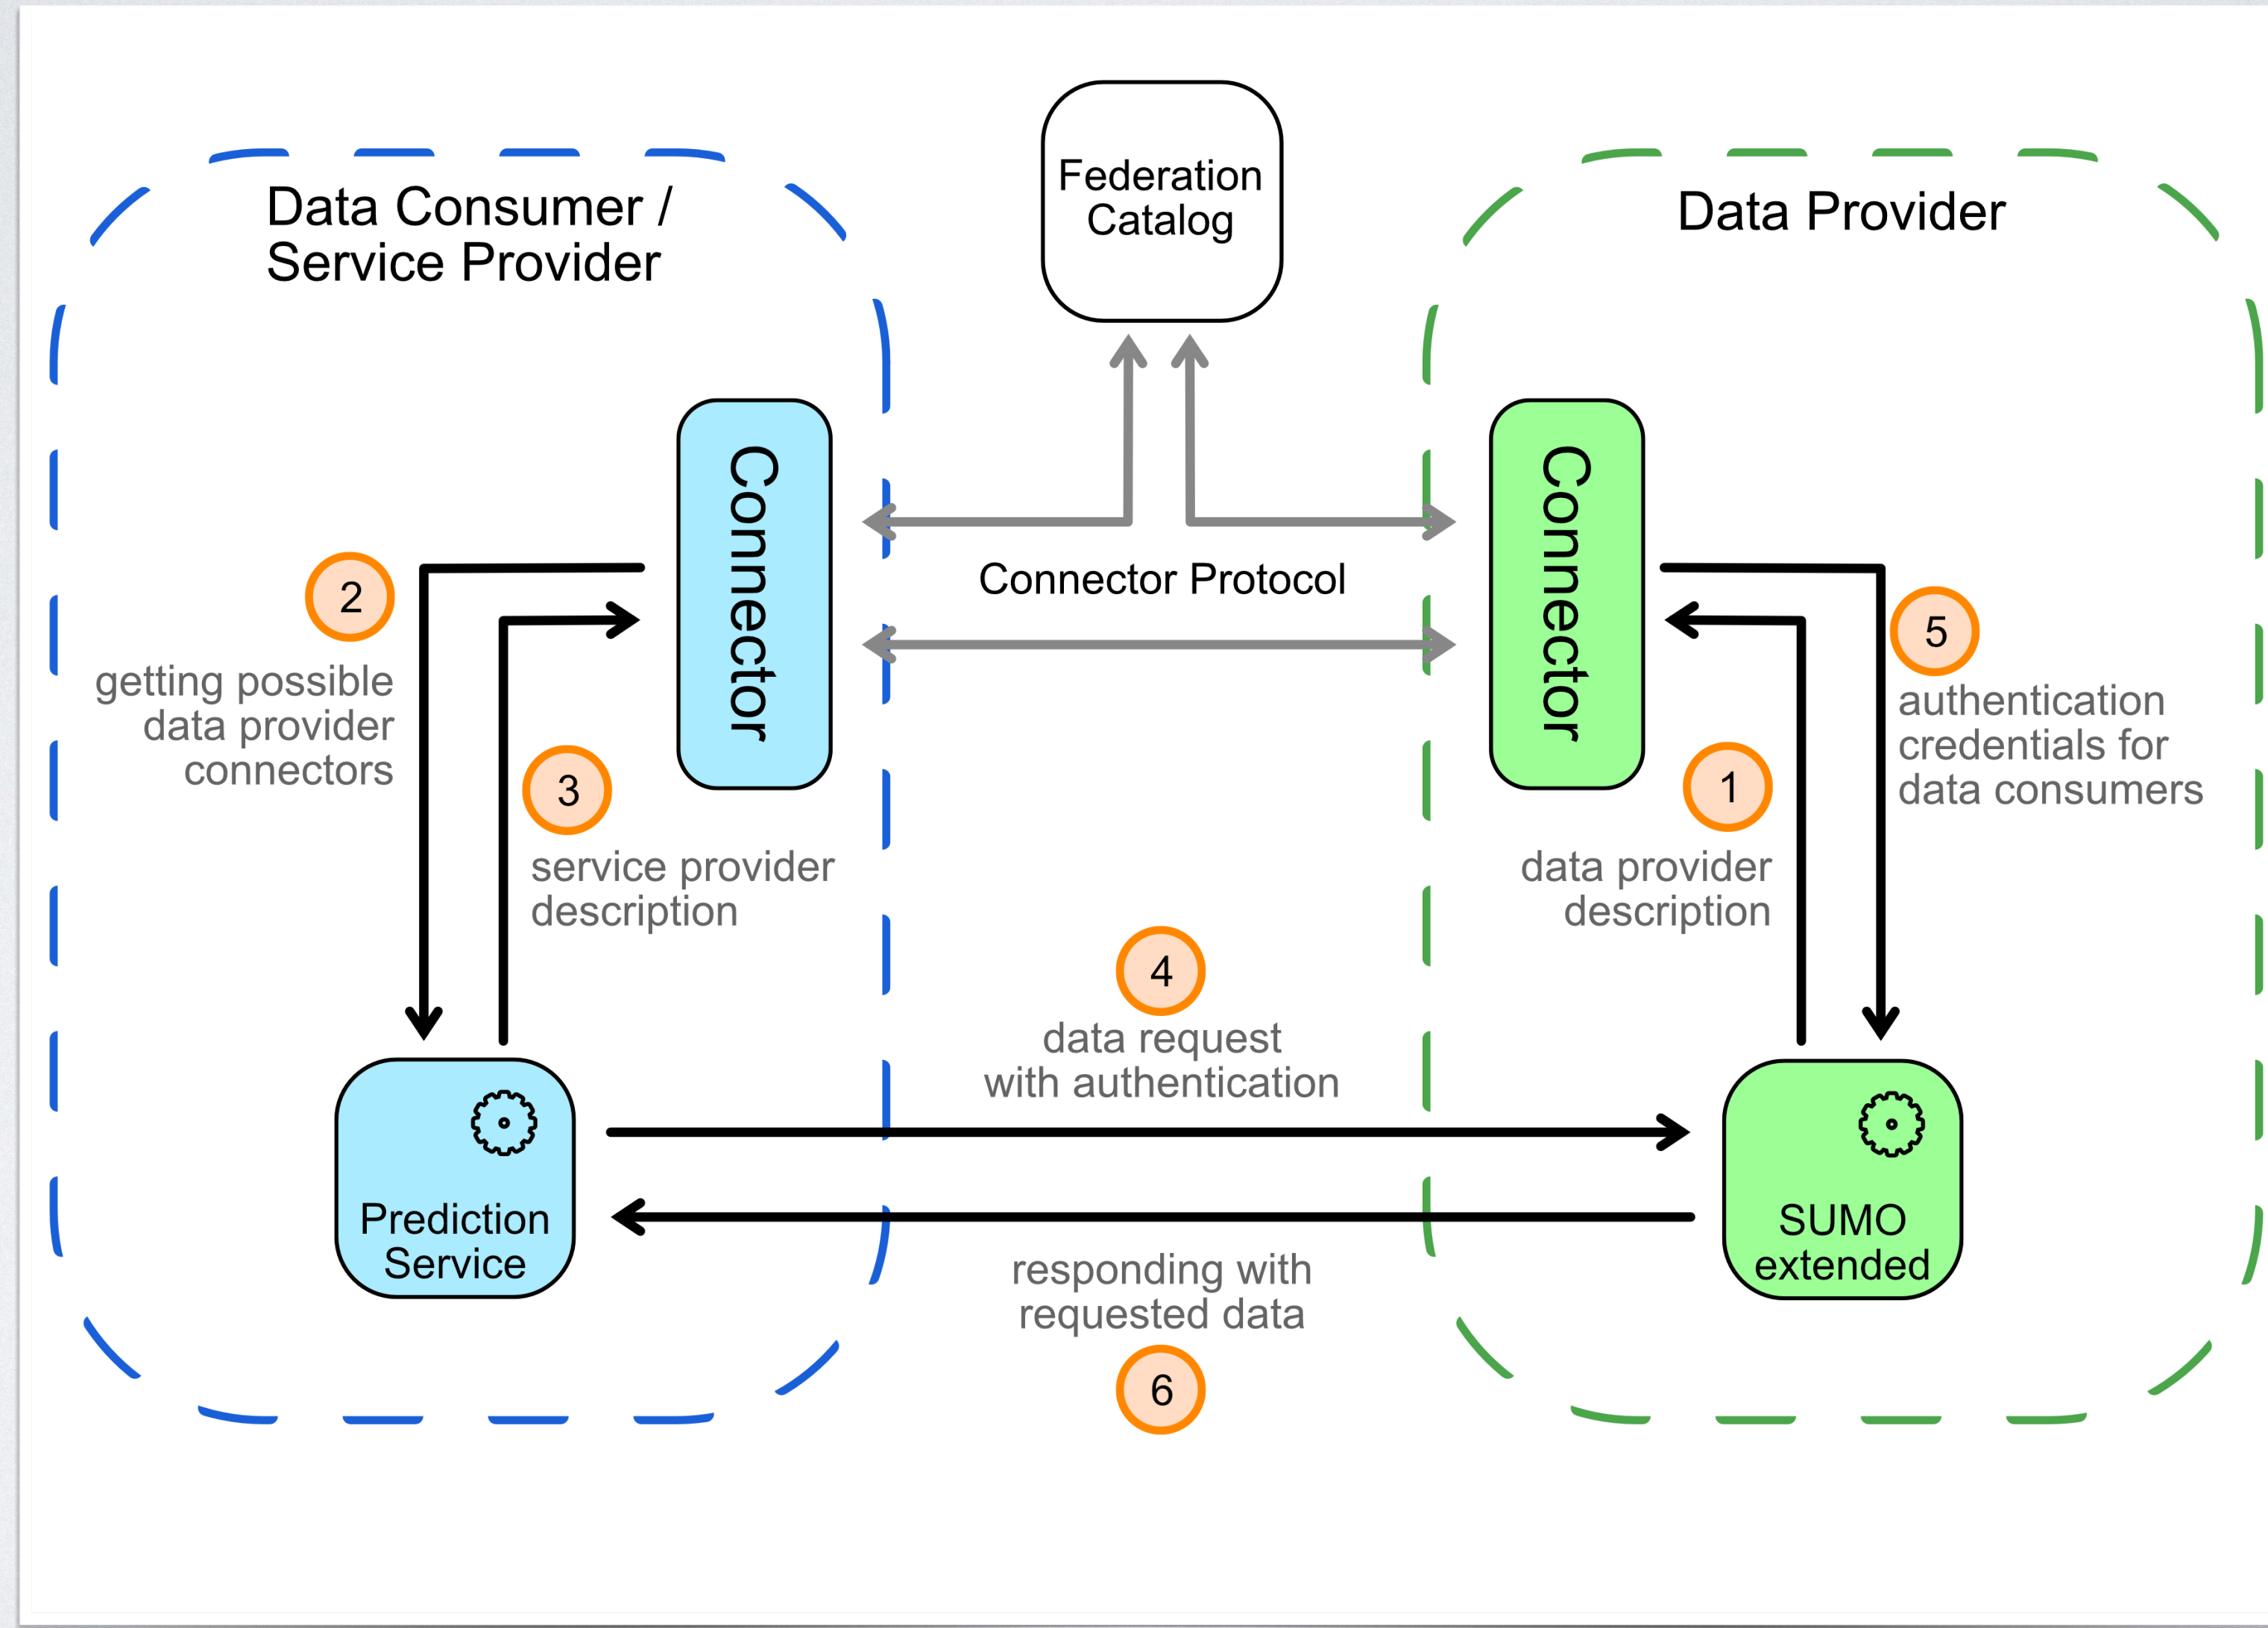 Federation
Catalog
Data Consumer /
Service Provider
Data Provider
Connector
Connector
Connector Protocol
2
getting possible
data provider
connectors
3
service provider
description
5
authentication
credentials for
data consumers
1
data provider
description
4
data request
with authentication
Prediction
Service
SUMO
extended
responding with
requested data
6